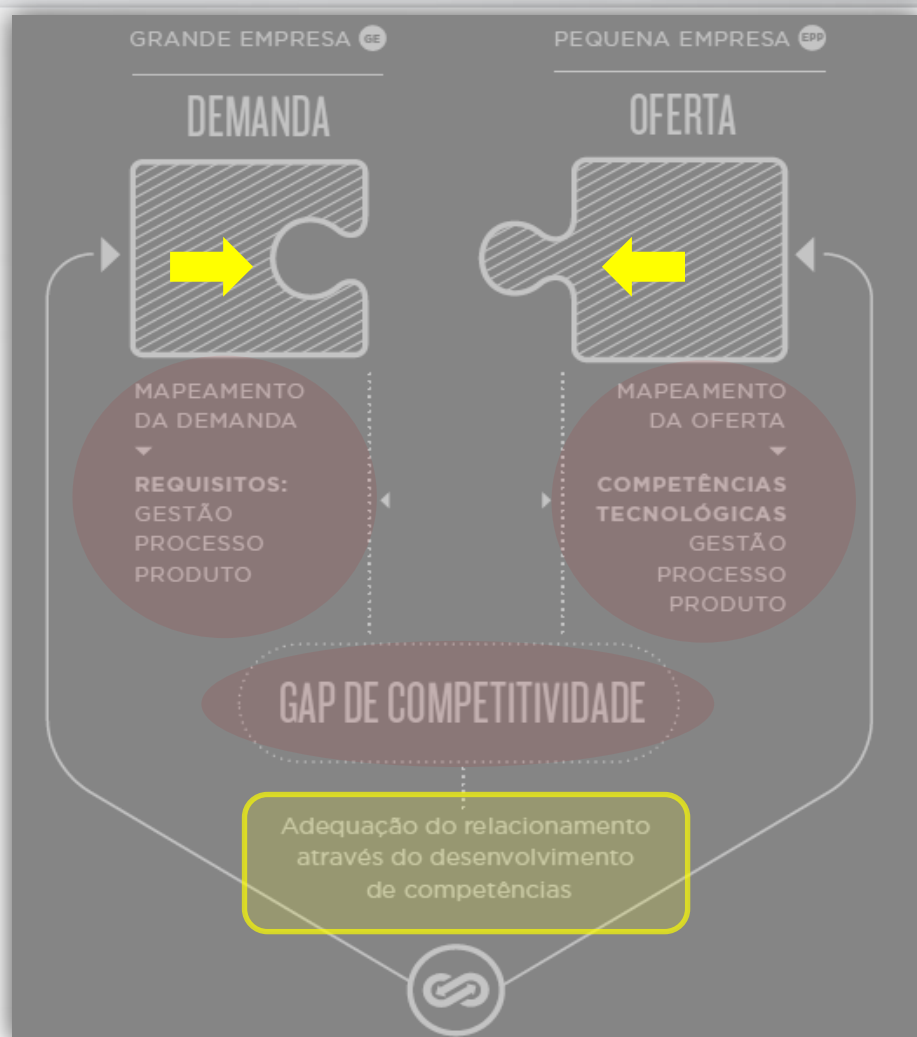 GRANDE EMPRESA GE
DEMANDA
MAPEAMENTO
DA DEMANDA
REQUISITOS:
GESTÃO
PROCESSO
PRODUTO
PEQUENA EMPRESA EPP
OFERTA
MAPEAMENTO
DA OFERTA
COMPETÊNCIAS
TECNOLÓGICAS
GESTÃO
PROCESSO
PRODUTO
GAP DE COMPETITIVIDADE
Adequação do relacionamento
através do desenvolvimento
de competências